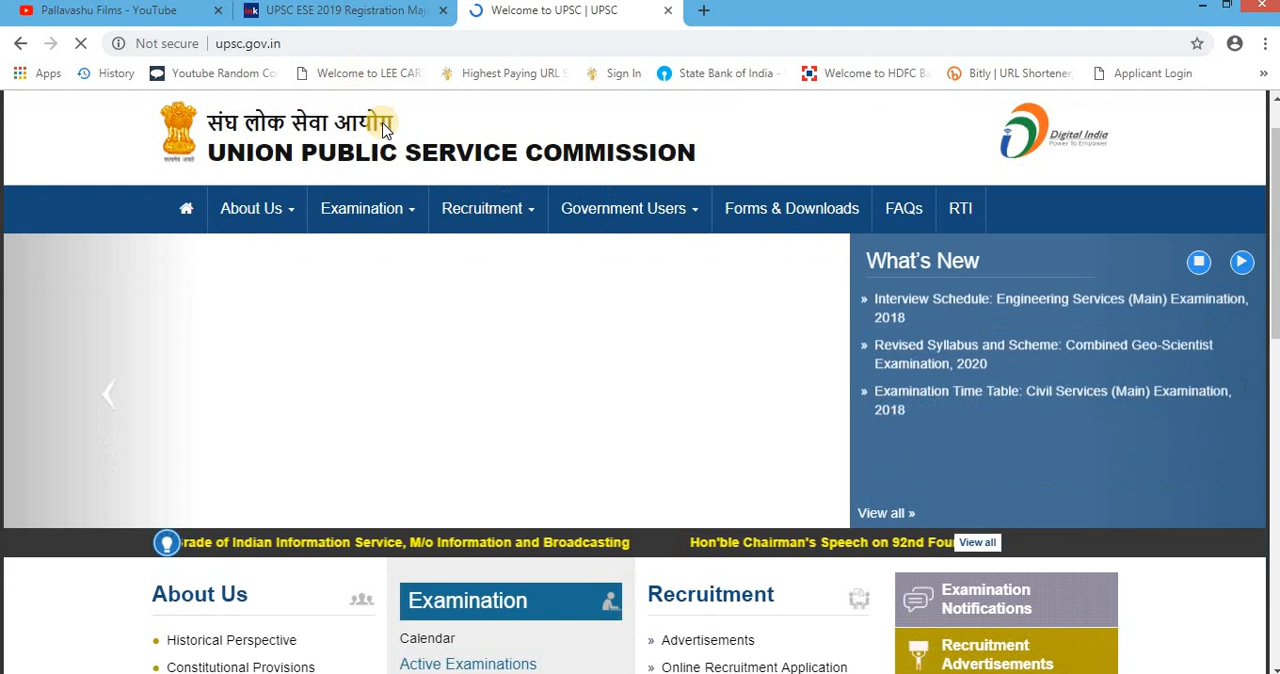 Pallavashu Films - YouTube
UPSC ESE 2019 Registration Maj
Welcome to UPSC | UPSC
Not secure
upsc.gov.in
Apps
History
Youtube Random Co
Welcome to LEE CAR
Highest Paying URL S
Sign In
State Bank of India -
Welcome to HDFC Ba
Bitly | URL Shortener,
Applicant Login
»
संघ लोक सेवा आयोग
UNION PUBLIC SERVICE COMMISSION
Digital India
Power To Empower
About Us
Examination
Recruitment
Government Users
Forms & Downloads
FAQs
RTI
What's New
» Interview Schedule: Engineering Services (Main) Examination,
2018
» Revised Syllabus and Scheme: Combined Geo-Scientist
Examination, 2020
» Examination Time Table: Civil Services (Main) Examination,
2018
View all »
rade of Indian Information Service, M/o Information and Broadcasting
Hon'ble Chairman's Speech on 92nd Fou
View all
About Us
Historical Perspective
Constitutional Provisions
Examination
Calendar
Active Examinations
Recruitment
» Advertisements
» Online Recruitment Application
Examination
Notifications
Recruitment
Advertisements